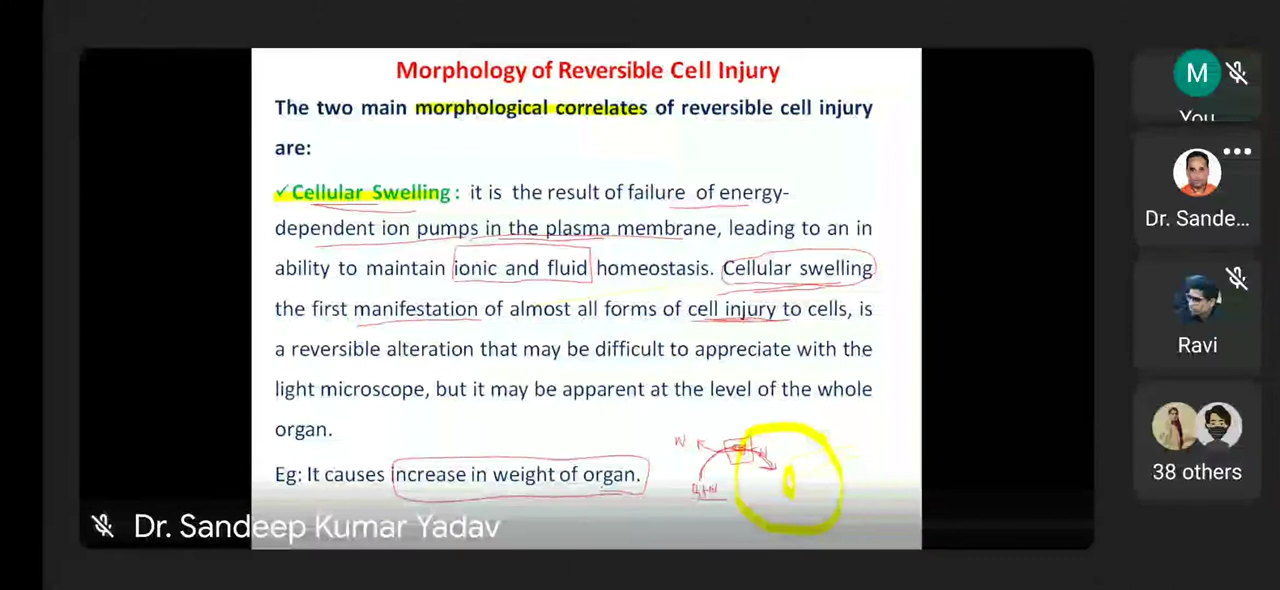 Morphology of Reversible Cell Injury
The two main morphological correlates of reversible cell injury
are:
✓Cellular Swelling: it is the result of failure of energy-
dependent ion pumps in the plasma membrane, leading to an in
ability to maintain ionic and fluid homeostasis. Cellular swelling
the first manifestation of almost all forms of cell injury to cells, is
a reversible alteration that may be difficult to appreciate with the
light microscope, but it may be apparent at the level of the whole
organ.
Eg: It causes increase in weight of organ.
Dr. Sandeep Kumar Yadav
M
You
Dr. Sande...
Ravi
38 others